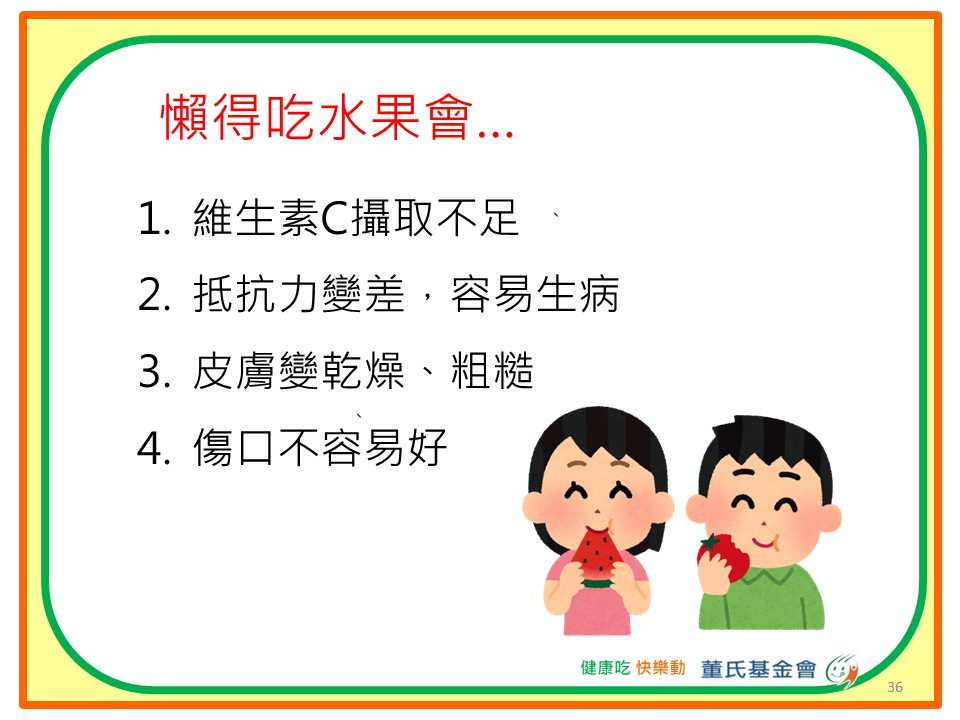 懶得吃水果會...
1. 維生素C攝取不足 、
2. 抵抗力變差，容易生病
3. 皮膚變乾燥、粗糙
、
4. 傷口不容易好
健康吃 快樂動 董氏基金會
36